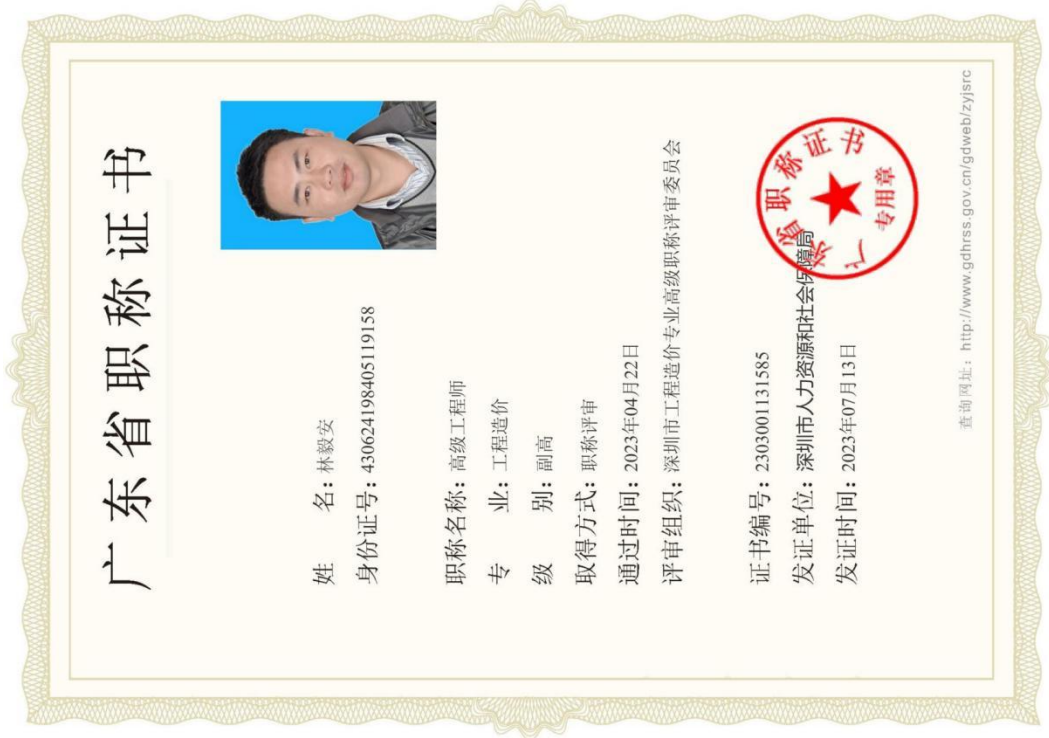 广东省职称证书
姓 名：林毅安
身份证号：430624198405119158
职称名称：高级工程师
专 业：工程造价
级 别：副高
取得方式：职称评审
通过时间：2023年04月22日
评审组织：深圳市工程造价专业高级职称评审委员会
证书编号：2303001131585
发证单位：深圳市人力资源和社会保障局
发证时间：2023年07月13日
广东省职称证书
专用章
查询网址：http://www.gdhrss.gov.cn/gdweb/zyjsrc